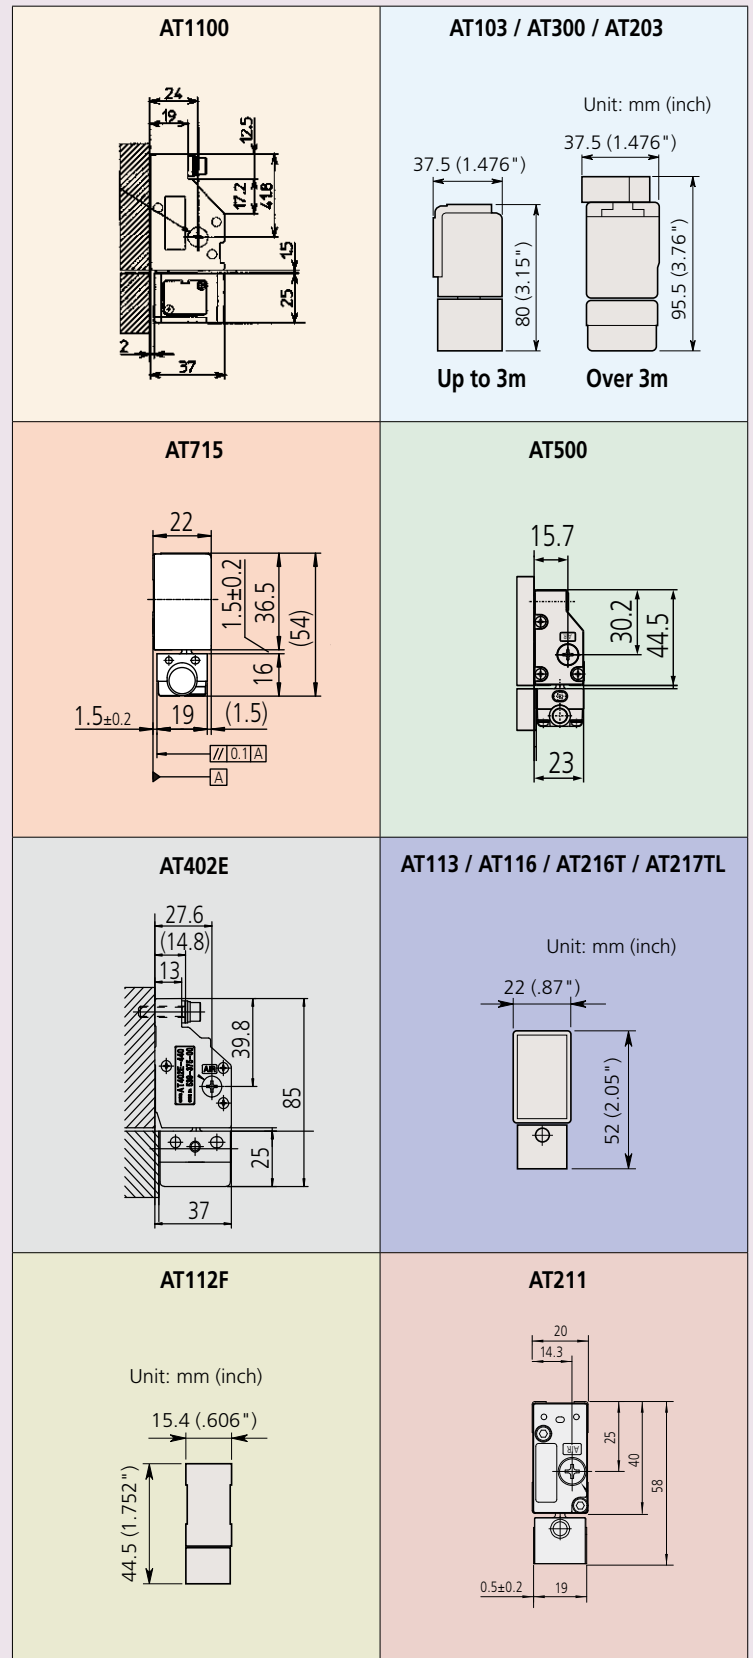 AT1100
24
19
12.5
17.2
41.8
15
25
2
37
AT103 / AT300 / AT203
Unit: mm (inch)
37.5 (1.476")
37.5 (1.476")
80 (3.15")
95.5 (3.76")
Up to 3m
Over 3m
AT715
22
1.5±0.2
36.5
(54)
16
1.5±0.2
19
(1.5)
// 0.1 A
A
AT500
15.7
30.2
44.5
23
AT402E
27.6
(14.8)
13
39.8
AT402E-440
539-375-00
AIR
85
25
37
AT113 / AT116 / AT216T / AT217TL
Unit: mm (inch)
22 (.87")
52 (2.05")
AT112F
Unit: mm (inch)
15.4 (.606")
44.5 (1.752")
AT211
20
14.3
AIR
25
40
58
0.5±0.2
19